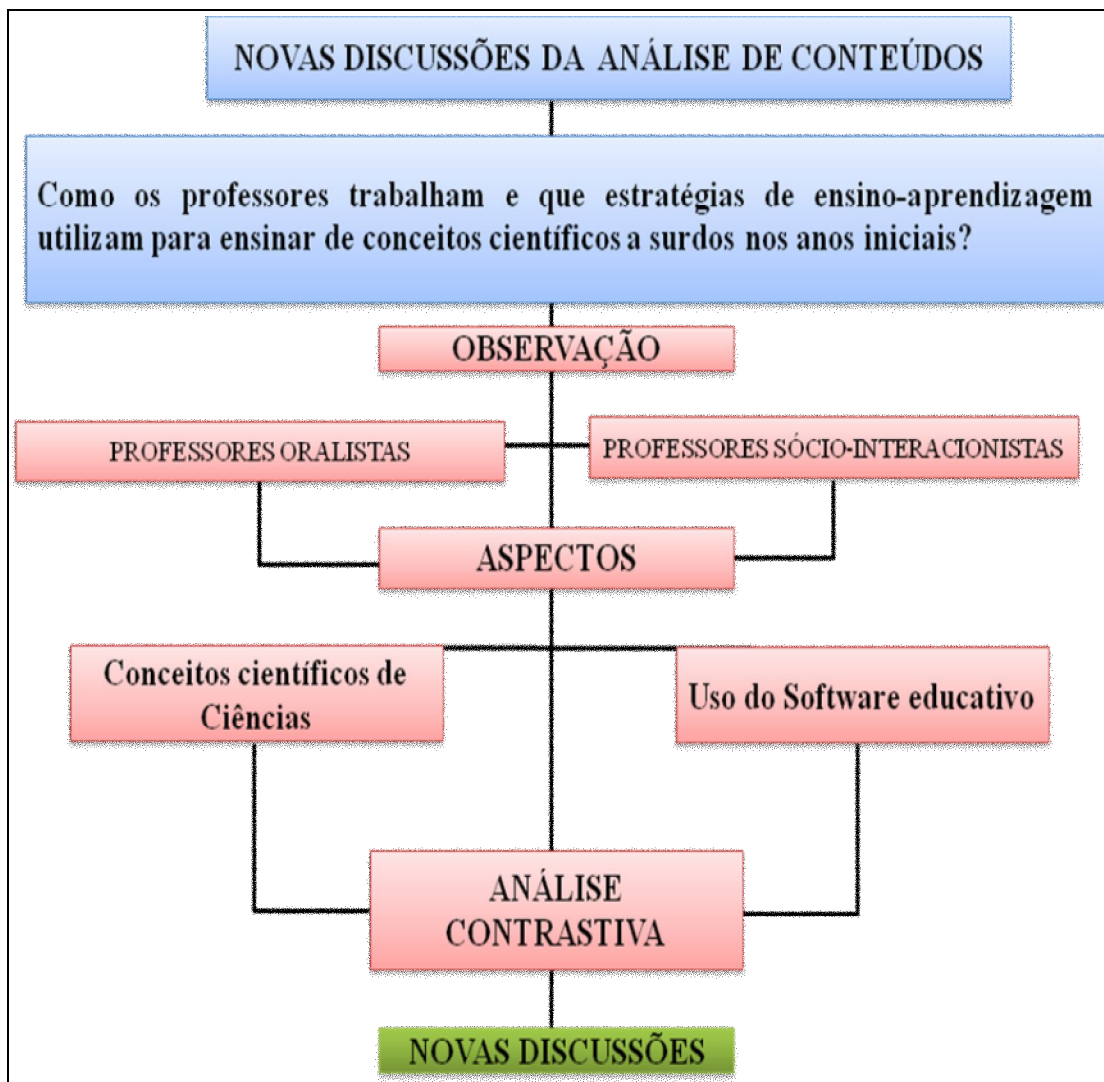 NOVAS DISCUSSÕES DA ANÁLISE DE CONTEÚDOS
Como os professores trabalham e que estratégias de ensino-aprendizagem
utilizam para ensinar de conceitos científicos a surdos nos anos iniciais?
OBSERVAÇÃO
PROFESSORES ORALISTAS
PROFESSORES SÓCIO-INTERACIONISTAS
ASPECTOS
Conceitos científicos de
Ciências
Uso do Software educativo
ANÁLISE
CONTRASTIVA
NOVAS DISCUSSÕES